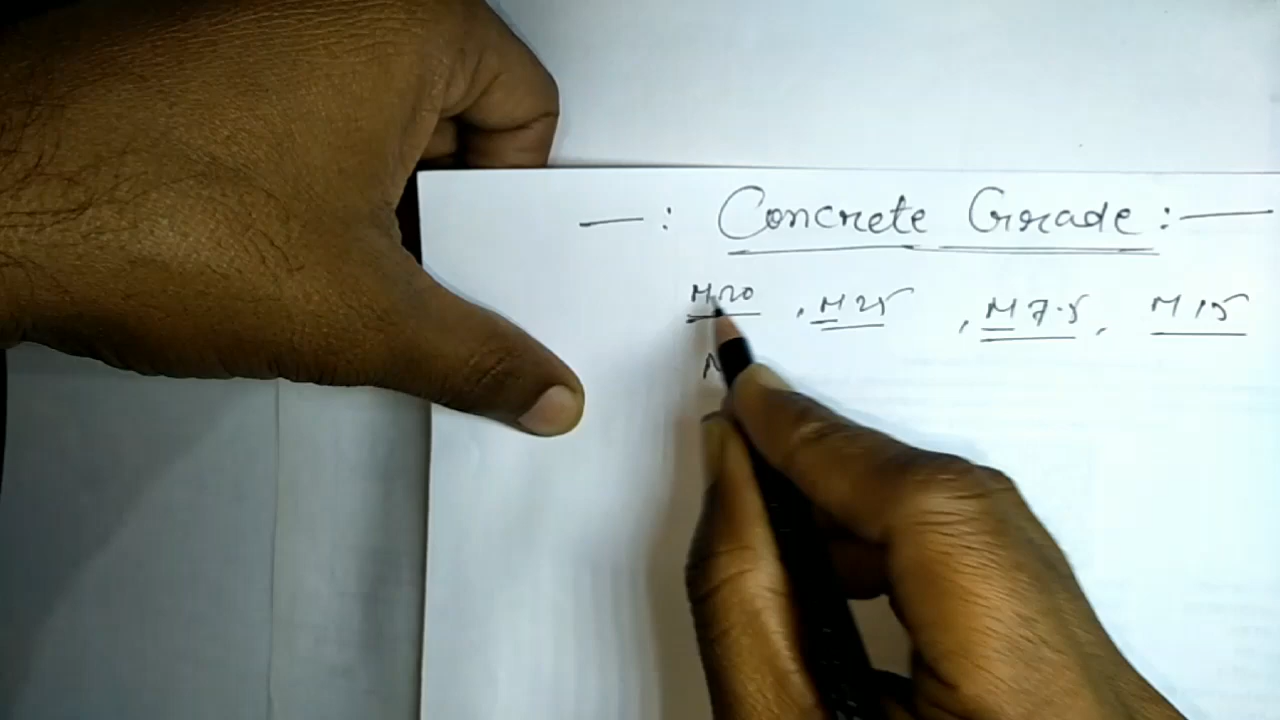 —: Concrete Grade :—
M20 , M25 , M7.5 , M15